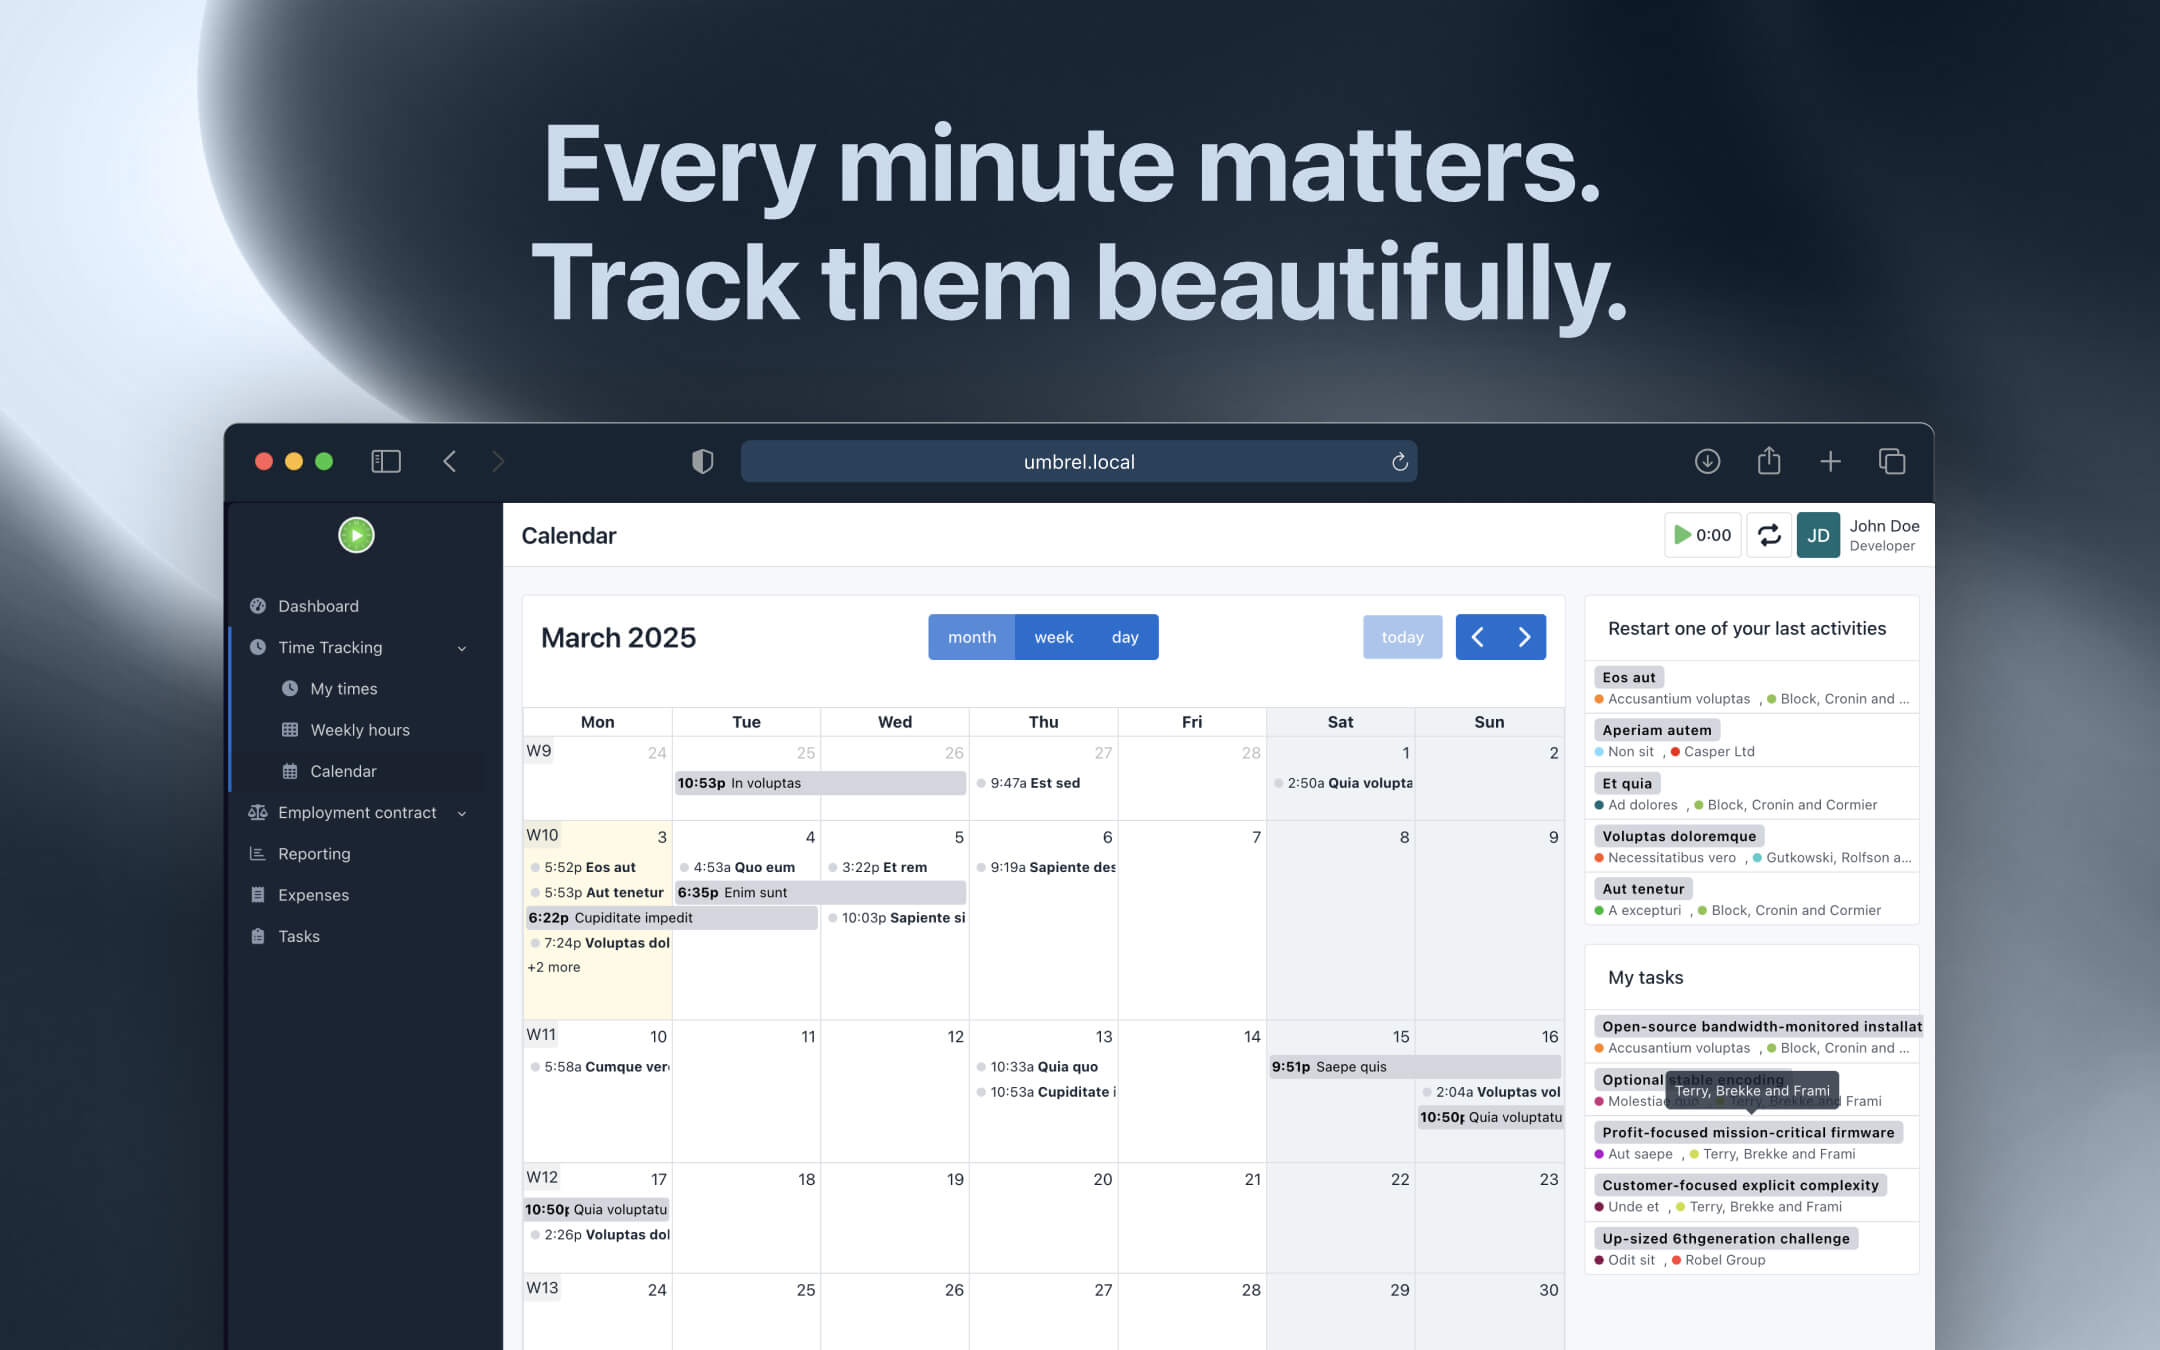 Every minute matters.
Track them beautifully.
umbrel.local
Dashboard
Time Tracking
My times
Weekly hours
Calendar
Employment contract
Reporting
Expenses
Tasks
Calendar
0:00
JD
John Doe
Developer
March 2025
month week day
today
Mon Tue Wed Thu Fri Sat Sun
W9 24 25 26 27 28 1 2
10:53p In voluptas
9:47a Est sed
2:50a Quia volupta
W10 3 4 5 6 7 8 9
5:52p Eos aut
4:53a Quo eum
3:22p Et rem
9:19a Sapiente des
5:53p Aut tenetur
6:35p Enim sunt
6:22p Cupiditate impedit
10:03p Sapiente si
7:24p Voluptas dol
+2 more
W11 10 11 12 13 14 15 16
5:58a Cumque ver
10:33a Quia quo
9:51p Saepe quis
10:53a Cupiditate i
2:04a Voluptas vol
10:50p Quia voluptatu
W12 17 18 19 20 21 22 23
10:50p Quia voluptatu
2:26p Voluptas dol
W13 24 25 26 27 28 29 30
Restart one of your last activities
Eos aut
Accusantium voluptas , Block, Cronin and ...
Aperiam autem
Non sit , Casper Ltd
Et quia
Ad dolores , Block, Cronin and Cormier
Voluptas doloremque
Necessitatibus vero , Gutkowski, Rolfson a...
Aut tenetur
A excepturi , Block, Cronin and Cormier
My tasks
Open-source bandwidth-monitored installat
Accusantium voluptas , Block, Cronin and ...
Optional stable encoding
Terry, Brekke and Frami
Molestiae quo , Terry, Brekke and Frami
Profit-focused mission-critical firmware
Aut saepe , Terry, Brekke and Frami
Customer-focused explicit complexity
Unde et , Terry, Brekke and Frami
Up-sized 6thgeneration challenge
Odit sit , Robel Group